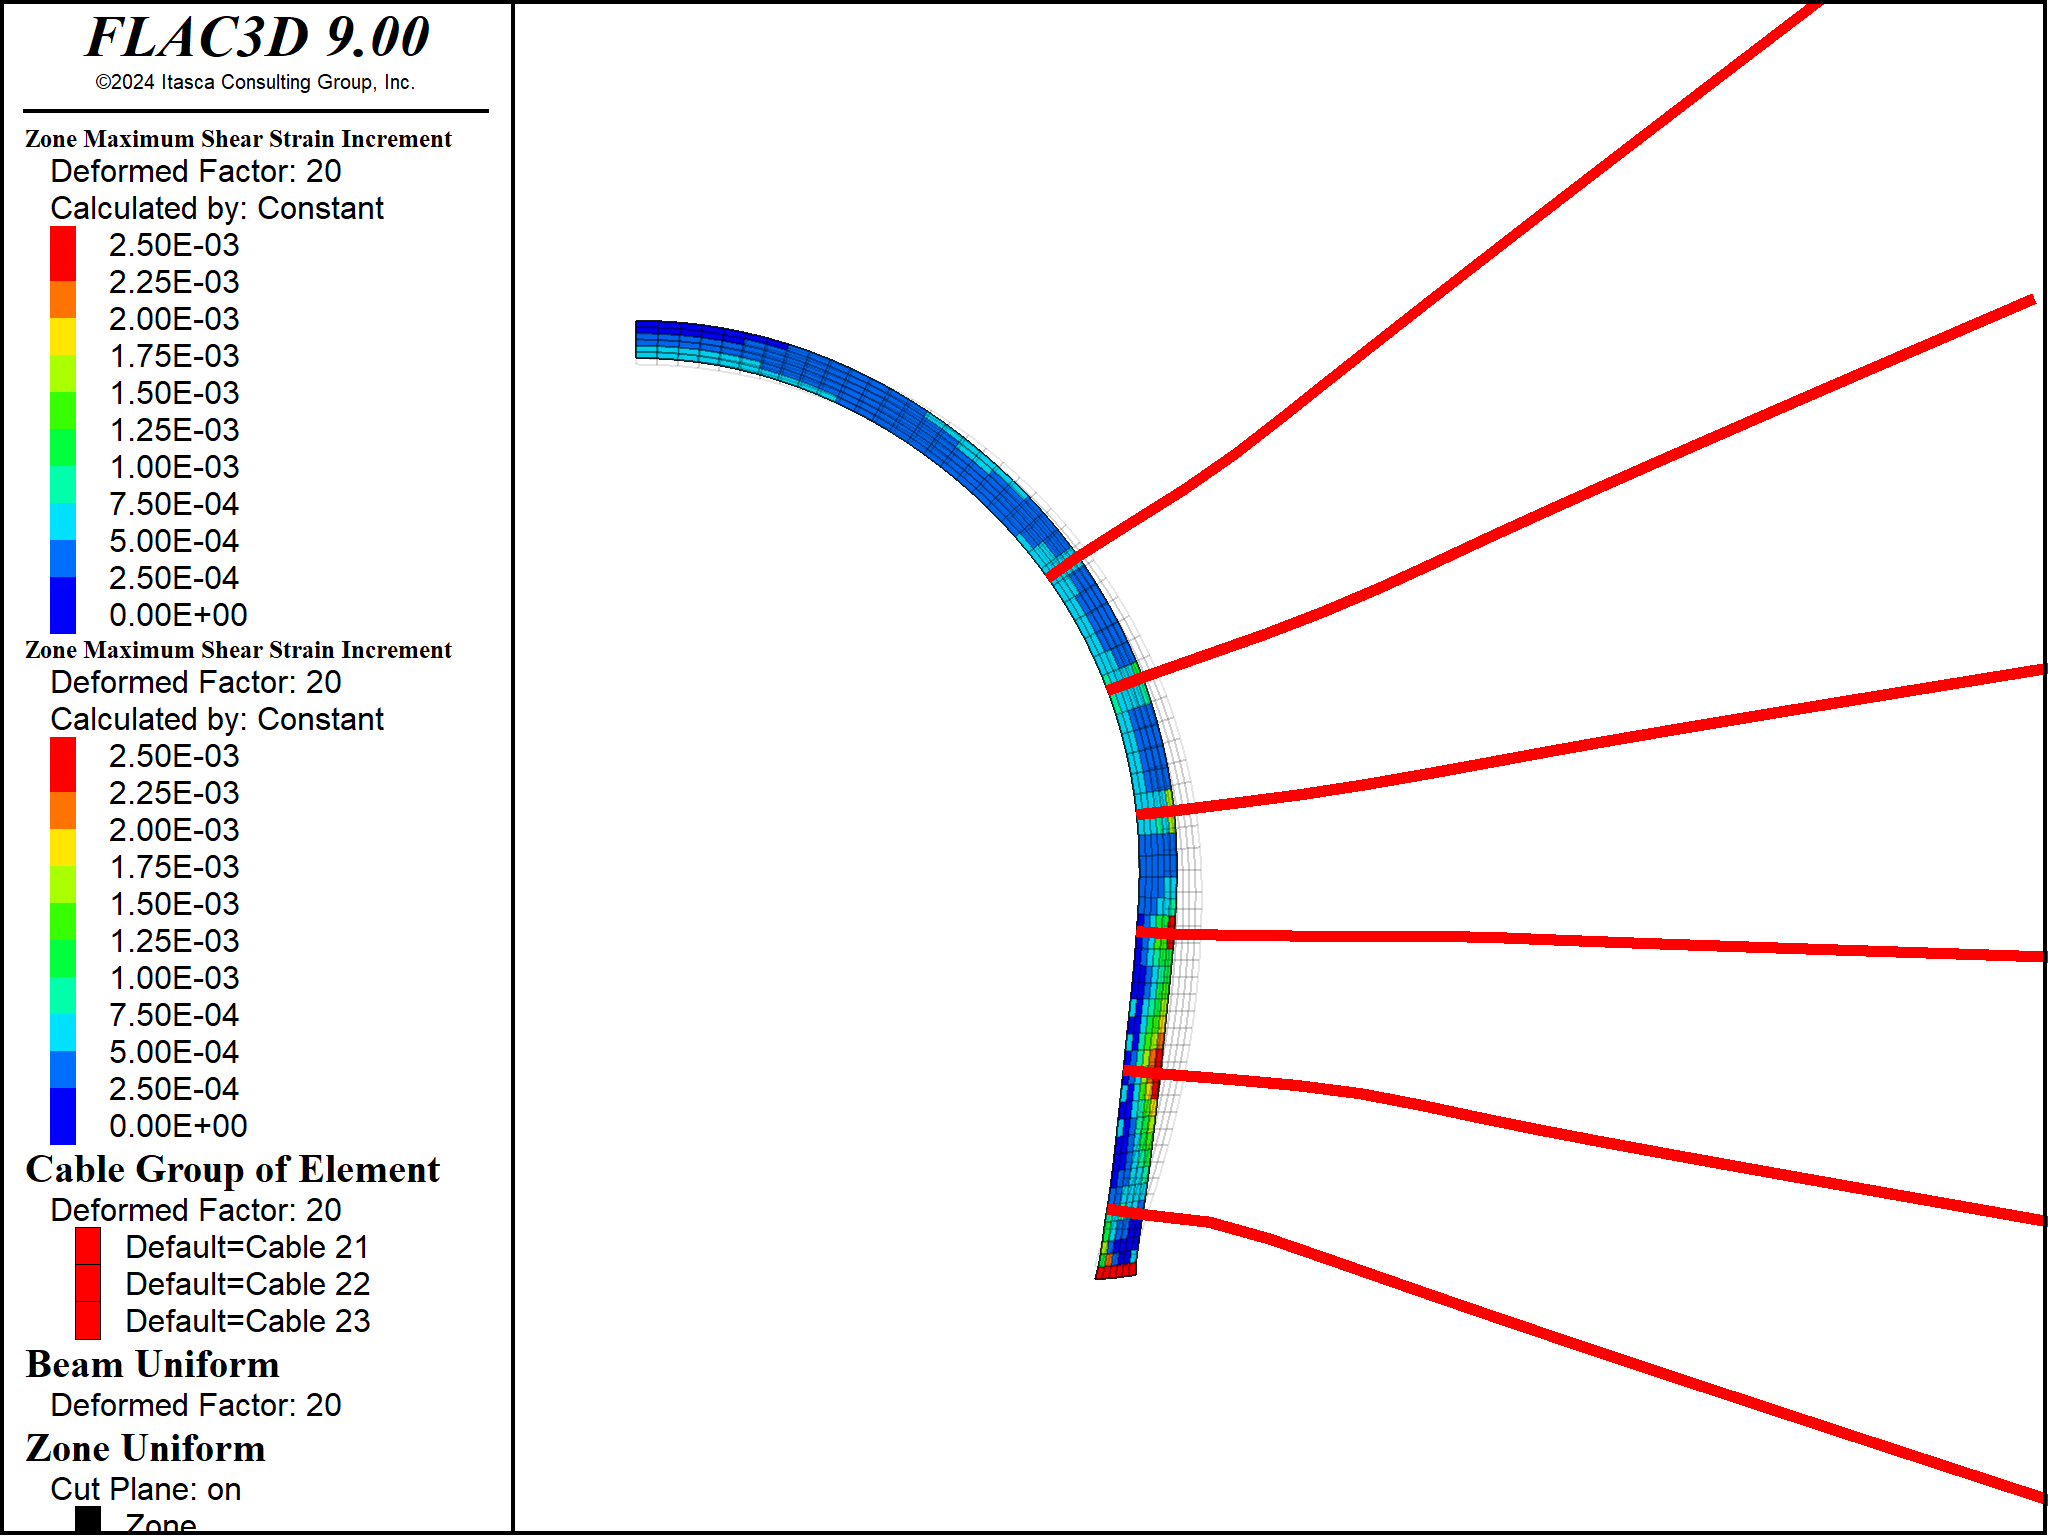 FLAC3D 9.00
©2024 Itasca Consulting Group, Inc.
Zone Maximum Shear Strain Increment
Deformed Factor: 20
Calculated by: Constant
2.50E-03
2.25E-03
2.00E-03
1.75E-03
1.50E-03
1.25E-03
1.00E-03
7.50E-04
5.00E-04
2.50E-04
0.00E+00
Zone Maximum Shear Strain Increment
Deformed Factor: 20
Calculated by: Constant
2.50E-03
2.25E-03
2.00E-03
1.75E-03
1.50E-03
1.25E-03
1.00E-03
7.50E-04
5.00E-04
2.50E-04
0.00E+00
Cable Group of Element
Deformed Factor: 20
Default=Cable 21
Default=Cable 22
Default=Cable 23
Beam Uniform
Deformed Factor: 20
Zone Uniform
Cut Plane: on
Zone